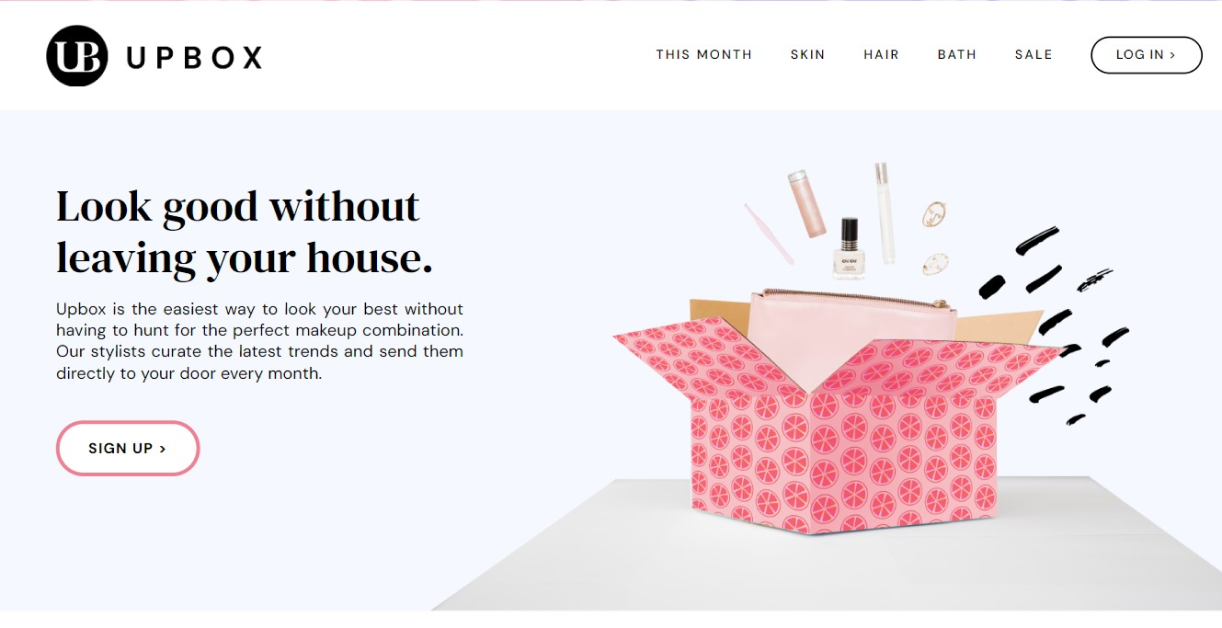 UB UPBOX
THIS MONTH SKIN HAIR BATH SALE LOG IN >
Look good without
leaving your house.
Upbox is the easiest way to look your best without
having to hunt for the perfect makeup combination.
Our stylists curate the latest trends and send them
directly to your door every month.
SIGN UP >